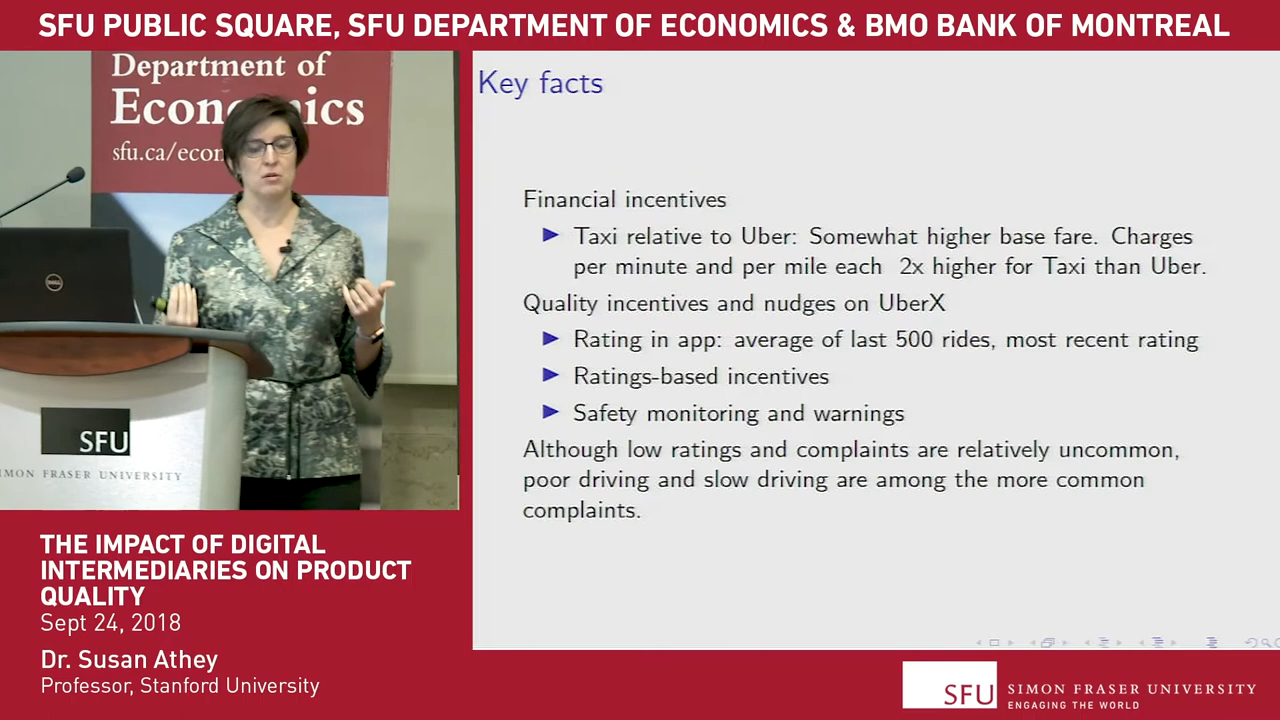 SFU PUBLIC SQUARE, SFU DEPARTMENT OF ECONOMICS & BMO BANK OF MONTREAL
Department of
Econ ics
sfu.ca/econ
DELL
SFU
IMON FRASER UNIVERSITY
Key facts
Financial incentives
▶ Taxi relative to Uber: Somewhat higher base fare. Charges
per minute and per mile each 2x higher for Taxi than Uber.
Quality incentives and nudges on UberX
▶ Rating in app: average of last 500 rides, most recent rating
▶ Ratings-based incentives
▶ Safety monitoring and warnings
Although low ratings and complaints are relatively uncommon,
poor driving and slow driving are among the more common
complaints.
THE IMPACT OF DIGITAL
INTERMEDIARIES ON PRODUCT
QUALITY
Sept 24, 2018
Dr. Susan Athey
Professor, Stanford University
SFU SIMON FRASER UNIVERSITY
ENGAGING THE WORLD